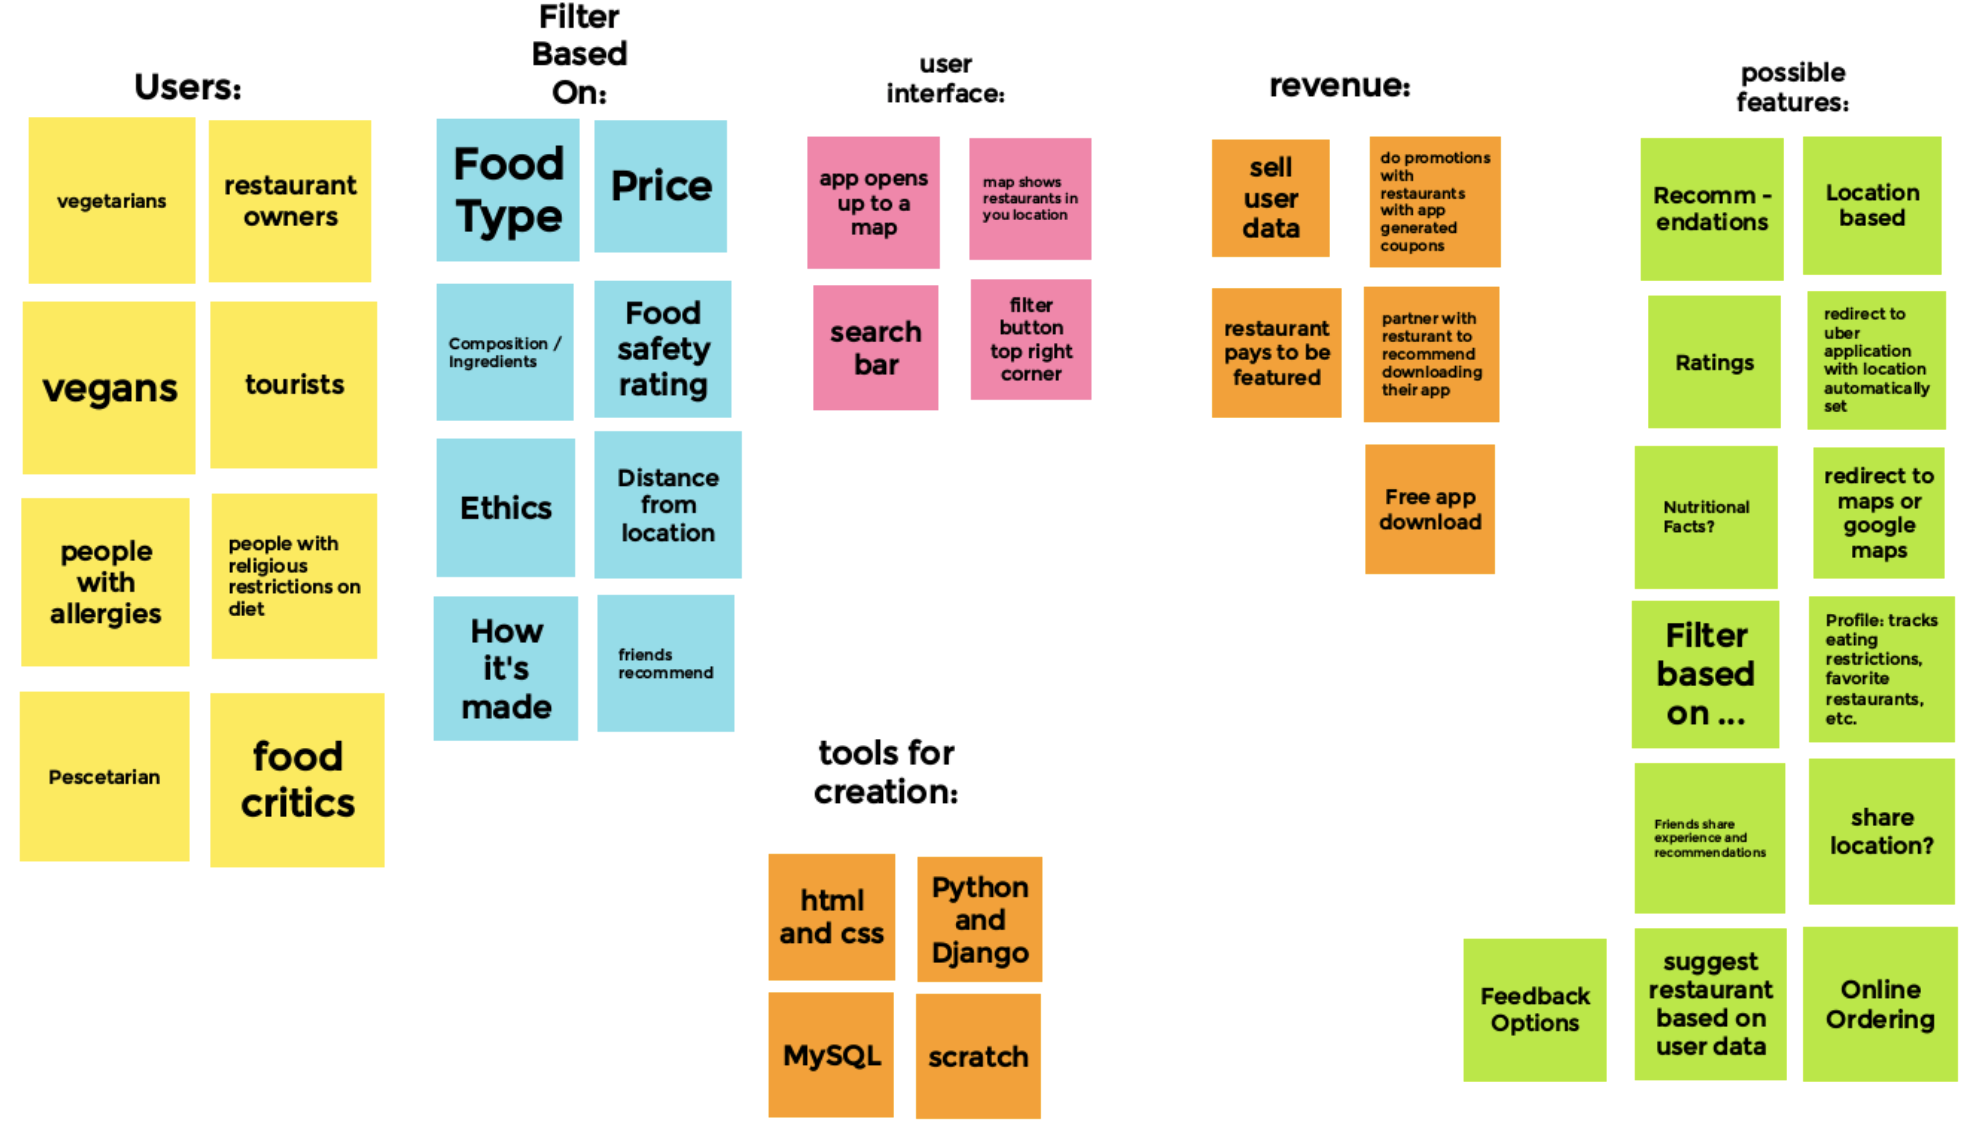 Users:
vegetarians
restaurant
owners
vegans
tourists
people
with
allergies
people with
religious
restrictions on
diet
Pescetarian
food
critics
Filter
Based
On:
Food
Type
Price
Composition /
Ingredients
Food
safety
rating
Ethics
Distance
from
location
How
it's
made
friends
recommend
user
interface:
app opens
up to a
map
map shows
restaurants in
you location
search
bar
filter
button
top right
corner
tools for
creation:
html
and css
Python
and
Django
MySQL
scratch
revenue:
sell
user
data
do promotions
with
restaurants
with app
generated
coupons
restaurant
pays to be
featured
partner with
resturant to
recommend
downloading
their app
Free app
download
possible
features:
Recomm -
endations
Location
based
Ratings
redirect to
uber
application
with location
automatically
set
Nutritional
Facts?
redirect to
maps or
google
maps
Filter
based
on ...
Profile: tracks
eating
restrictions,
favorite
restaurants,
etc.
Friends share
experience and
recommendations
share
location?
Feedback
Options
suggest
restaurant
based on
user data
Online
Ordering